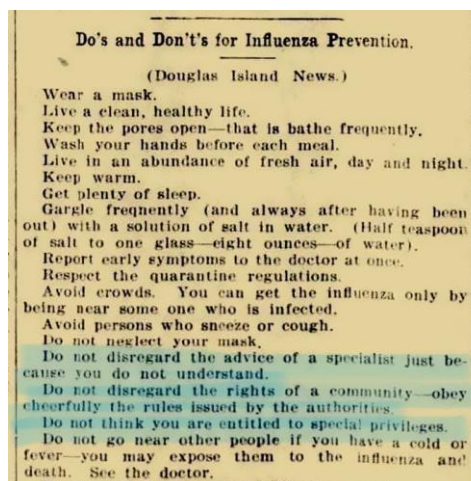 Do's and Don't's for Influenza Prevention.
(Douglas Island News.)
Wear a mask.
Live a clean, healthy life.
Keep the pores open—that is bathe frequently.
Wash your hands before each meal.
Live in an abundance of fresh air, day and night.
Keep warm.
Get plenty of sleep.
Gargle freqnently (and always after having been
out) with a solution of salt in water. (Half teaspoon
of salt to one glass—eight ounces—of water).
Report early symptoms to the doctor at once.
Respect the quarantine regulations.
Avoid crowds. You can get the influenza only by
being near some one who is infected.
Avoid persons who sneeze or cough.
Do not neglect your mask.
Do not disregard the advice of a specialist just be-
cause you do not understand.
Do not disregard the rights of a community—obey
cheerfully the rules issued by the authorities.
Do not think you are entitled to special privileges.
Do not go near other people if you have a cold or
fever—you may expose them to the influenza and
death. See the doctor.